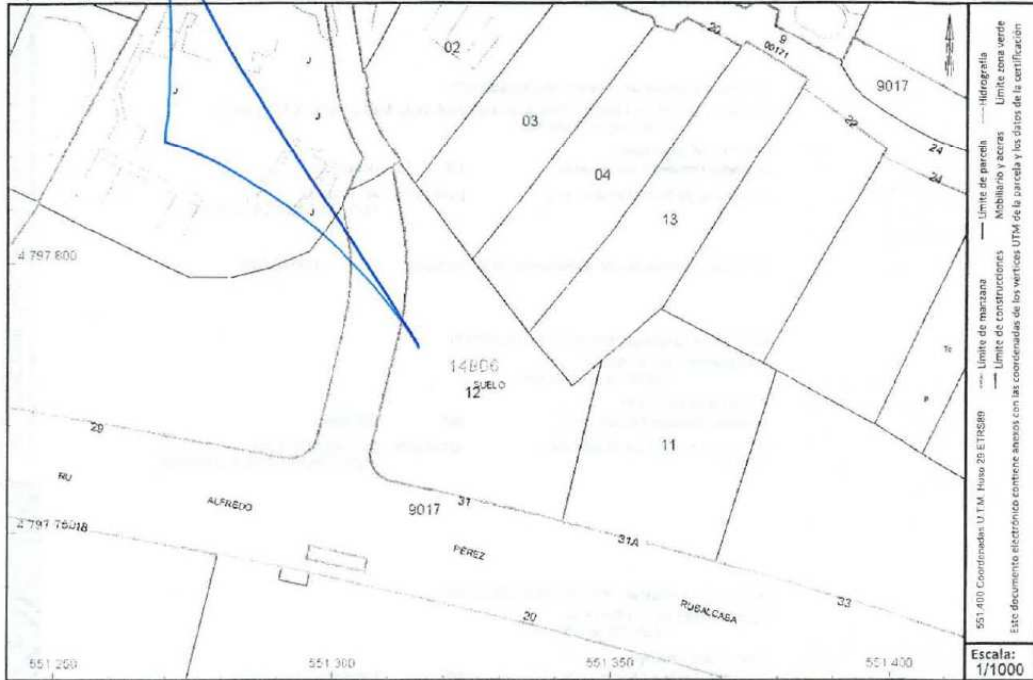 02
20
9
00171
9017
J
03
22
24
J
J
04
24
13
J
4.797.800
14806
SUELO
12
11
29
RU
ALFREDO
9017
31
4.797.750
18
PEREZ
31A
RUBALCABA
33
20
551.250
551.300
551.350
551.400
551.400 Coordenadas U.T.M. Huso 29 ETRS89
Límite de manzana
Límite de parcela
Hidrografía
Límite de construcciones
Mobiliario y aceras
Límite zona verde
Este documento electrónico contiene anexos con las coordenadas de los vértices UTM de la parcela y los datos de la certificación
Escala:
1/1000